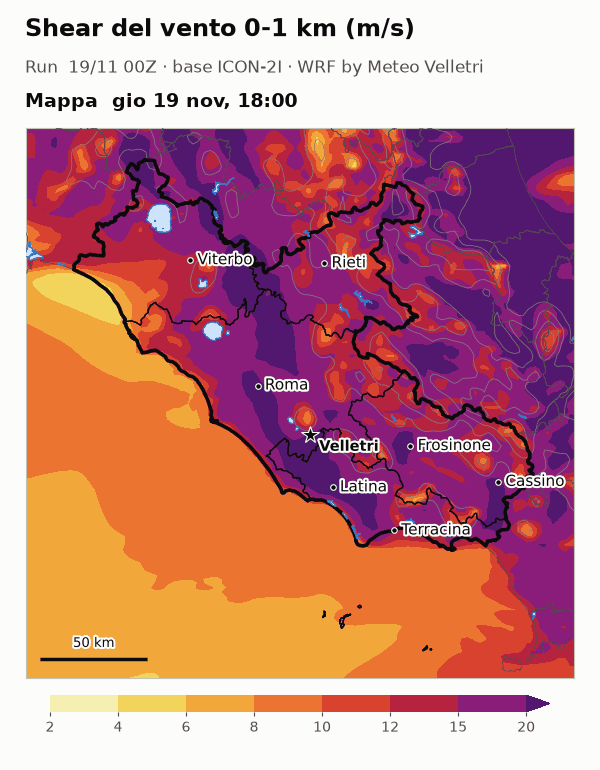 Shear del vento 0-1 km (m/s)
Run  19/11 00Z · base ICON-2I · WRF by Meteo Velletri
Mappa  gio 19 nov, 18:00
Viterbo
Rieti
Roma
Velletri
Frosinone
Latina
Cassino
Terracina
50 km
2 4 6 8 10 12 15 20